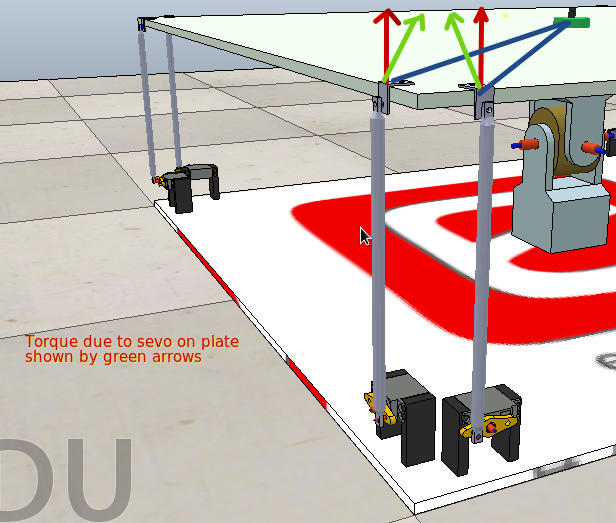 Torque due to sevo on plate
shown by green arrows
DU